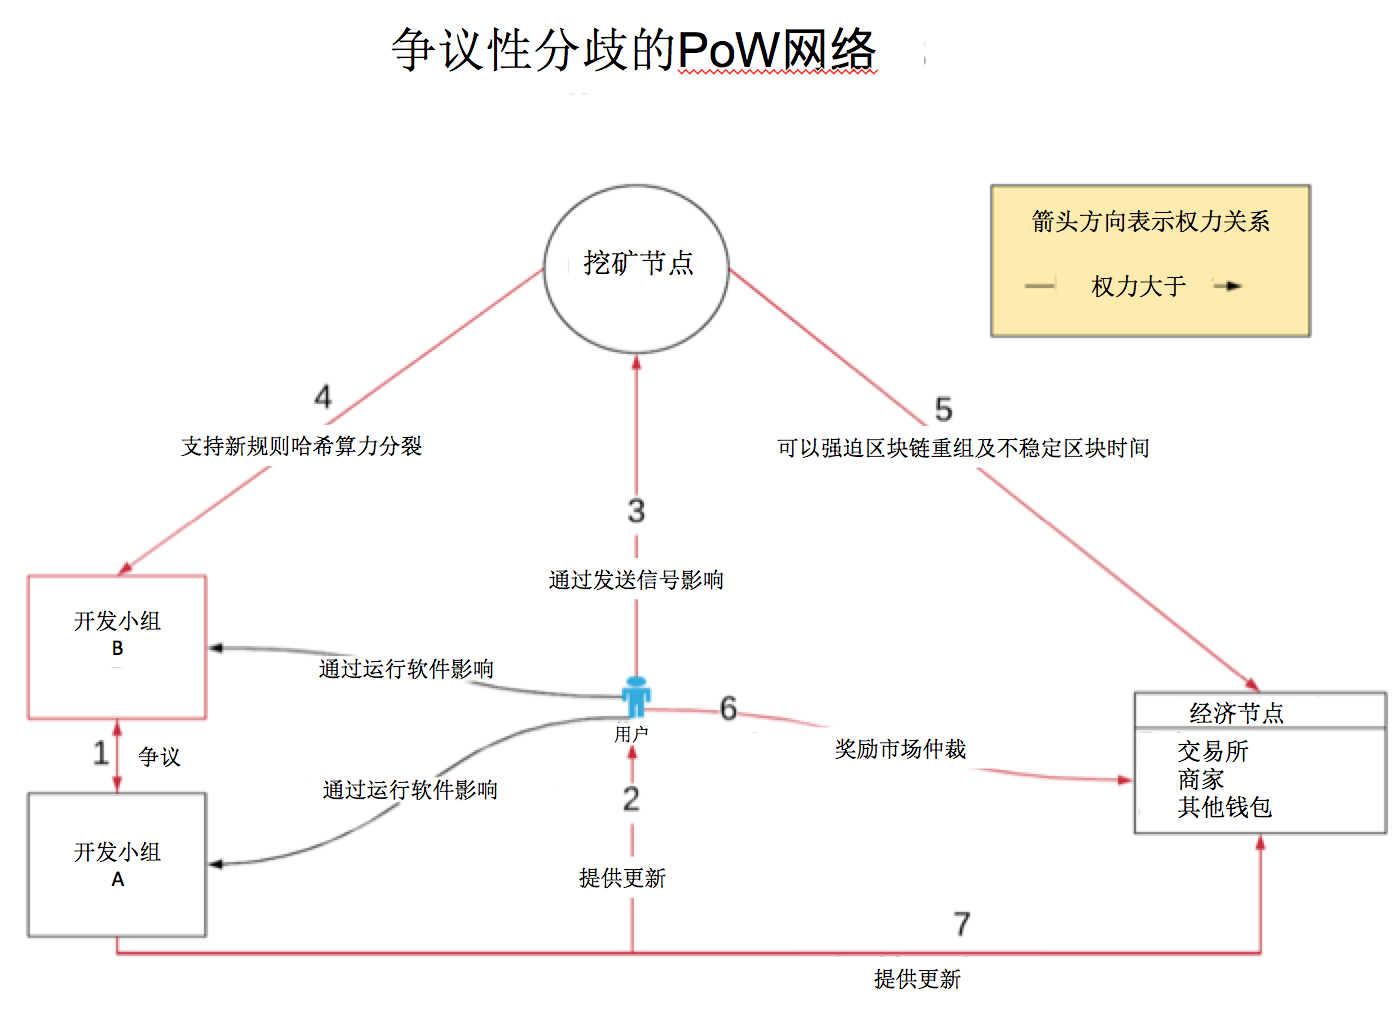 争议性分歧的PoW网络
挖矿节点
箭头方向表示权力关系
权力大于
4
支持新规则哈希算力分裂
5
可以强迫区块链重组及不稳定区块时间
3
通过发送信号影响
开发小组
B
通过运行软件影响
6
用户
奖励市场仲裁
经济节点
交易所
商家
其他钱包
1
争议
通过运行软件影响
2
开发小组
A
提供更新
7
提供更新